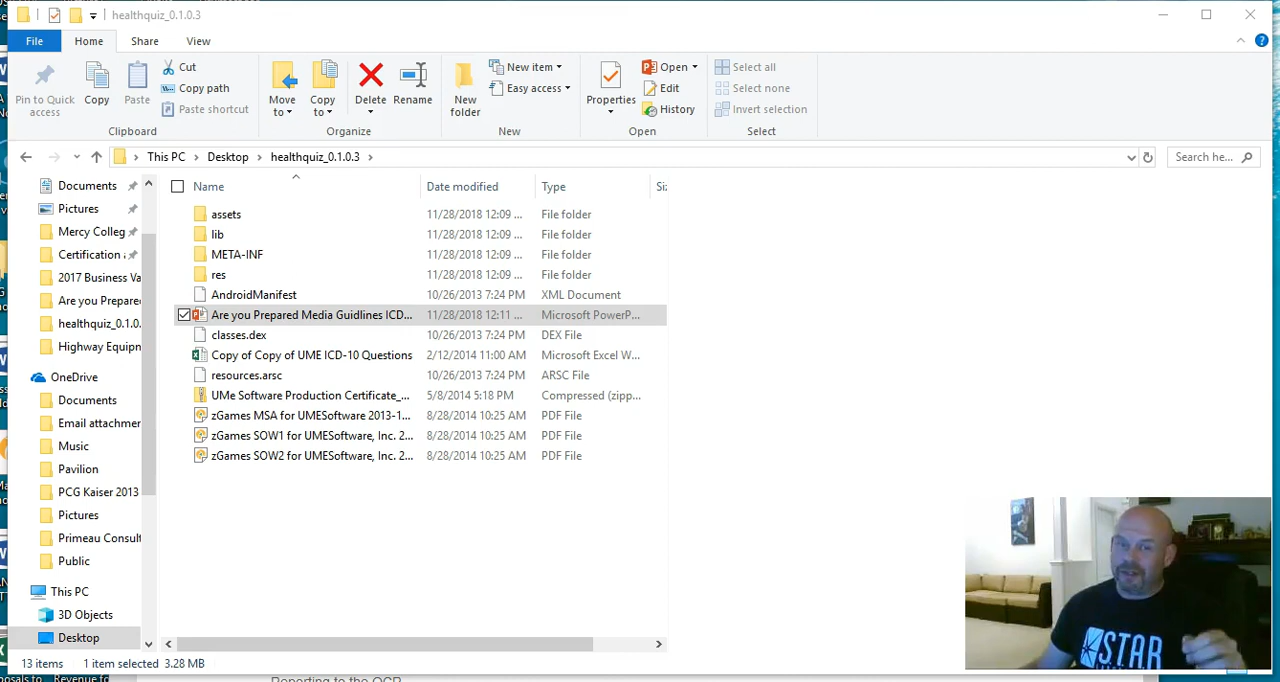 healthquiz_0.1.0.3
File Home Share View
Pin to Quick access
Copy
Paste
Cut
Copy path
Paste shortcut
Clipboard
Move to
Copy to
Delete
Rename
Organize
New folder
New item
Easy access
New
Properties
Open
Edit
History
Open
Select all
Select none
Invert selection
Select
This PC > Desktop > healthquiz_0.1.0.3 >
Search he...
Documents
Pictures
Mercy Colleg
Certification
2017 Business Va
Are you Prepare
healthquiz_0.1.0.
Highway Equipn
OneDrive
Documents
Email attachmer
Music
Pavilion
PCG Kaiser 2013
Pictures
Primeau Consult
Public
This PC
3D Objects
Desktop
Name Date modified Type Siz
assets 11/28/2018 12:09 ... File folder
lib 11/28/2018 12:09 ... File folder
META-INF 11/28/2018 12:09 ... File folder
res 11/28/2018 12:09 ... File folder
AndroidManifest 10/26/2013 7:24 PM XML Document
Are you Prepared Media Guidlines ICD... 11/28/2018 12:11 ... Microsoft PowerP...
classes.dex 10/26/2013 7:24 PM DEX File
Copy of Copy of UME ICD-10 Questions 2/12/2014 11:00 AM Microsoft Excel W...
resources.arsc 10/26/2013 7:24 PM ARSC File
UMe Software Production Certificate_... 5/8/2014 5:18 PM Compressed (zipp...
zGames MSA for UMESoftware 2013-1... 8/28/2014 10:25 AM PDF File
zGames SOW1 for UMESoftware, Inc. 2... 8/28/2014 10:25 AM PDF File
zGames SOW2 for UMESoftware, Inc. 2... 8/28/2014 10:25 AM PDF File
STAR
13 items 1 item selected 3.28 MB